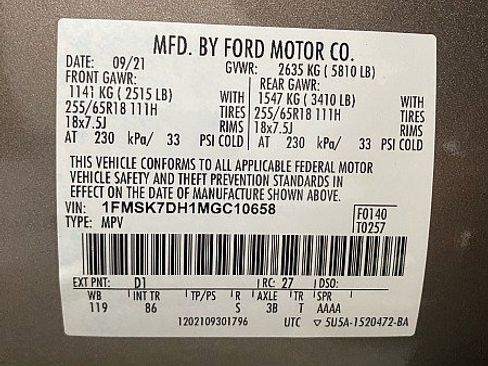 MFD. BY FORD MOTOR CO.
DATE: 09/21 GVWR: 2635 KG ( 5810 LB)
FRONT GAWR: REAR GAWR:
1141 KG ( 2515 LB) WITH 1547 KG ( 3410 LB) WITH
255/65R18 111H TIRES 255/65R18 111H TIRES
18x7.5J RIMS 18x7.5J RIMS
AT 230 kPa/ 33 PSI COLD AT 230 kPa/ 33 PSI COLD
THIS VEHICLE CONFORMS TO ALL APPLICABLE FEDERAL MOTOR
VEHICLE SAFETY AND THEFT PREVENTION STANDARDS IN
EFFECT ON THE DATE OF MANUFACTURE SHOWN ABOVE.
VIN: 1FMSK7DH1MGC10658 F0140
TYPE: MPV T0257
EXT PNT: D1 RC: 27 DSO:
WB INT TR TP/PS R AXLE TR SPR
119 86 S 3B T AAAA
1202109301796 UTC ▽ 5U5A-1520472-BA